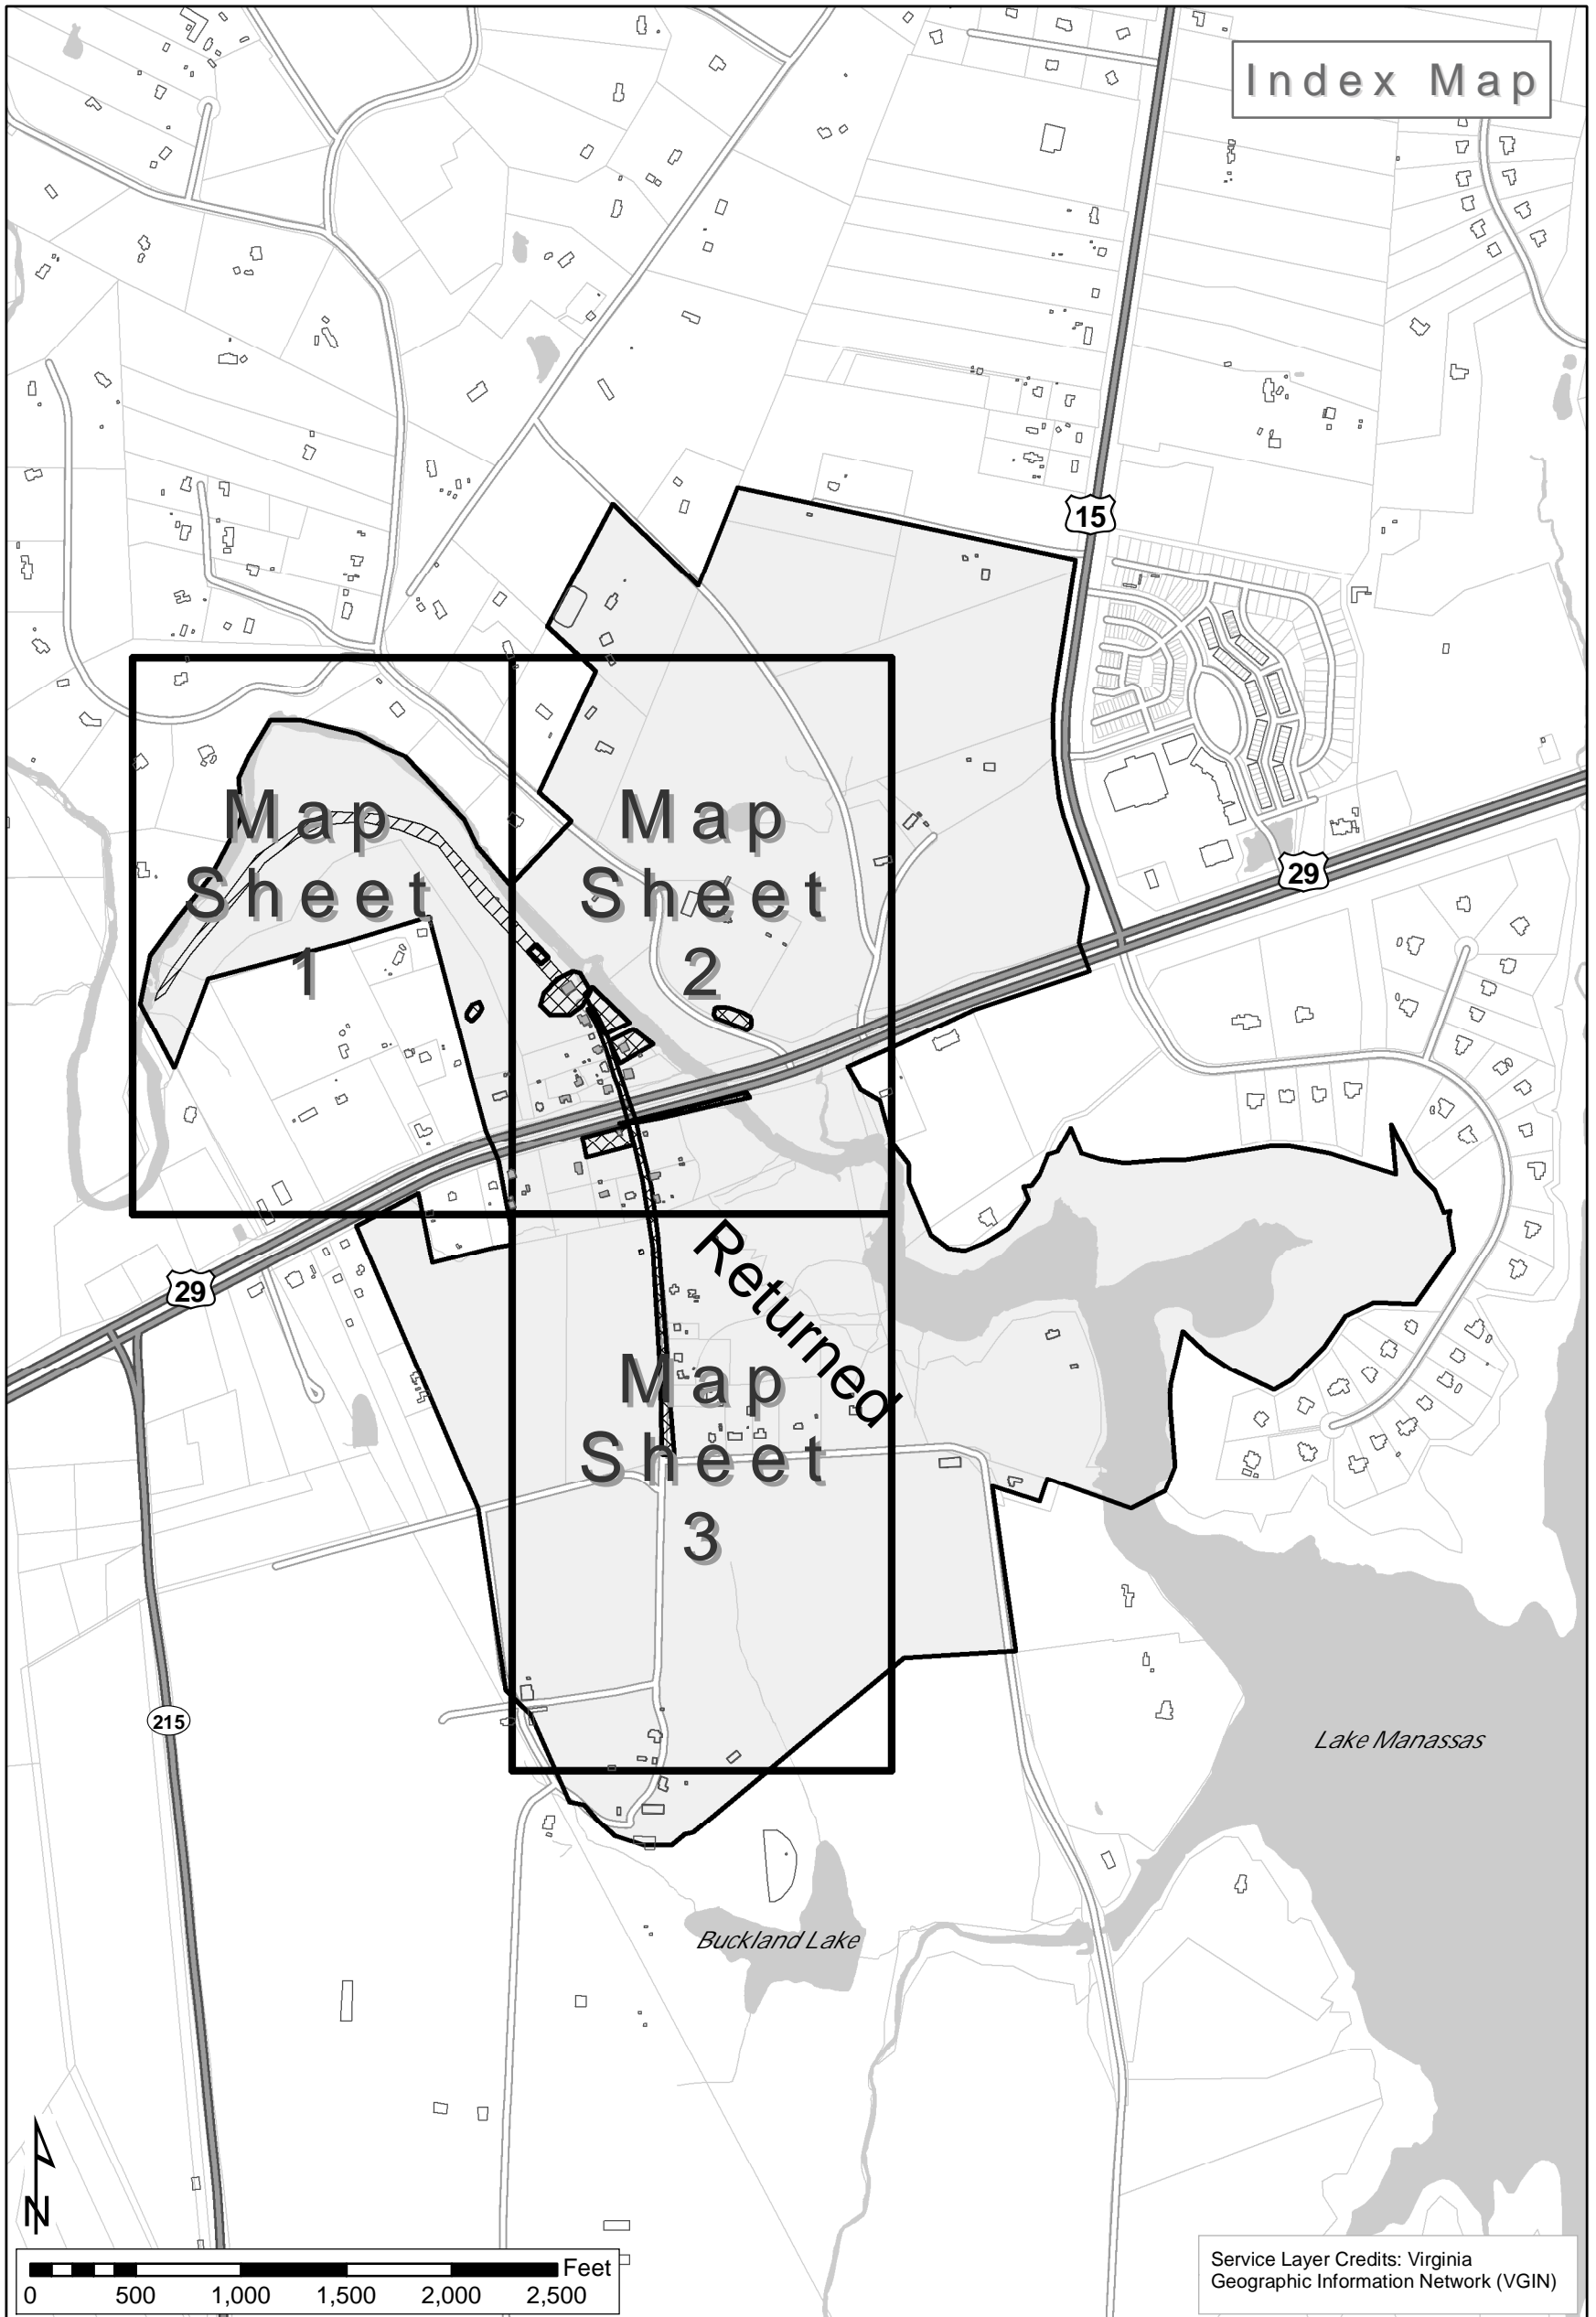 Index Map
15
Map
Sheet
1
Map
Sheet
2
29
29
Returned
Map
Sheet
3
215
Lake Manassas
Buckland Lake
N
Feet
0 500 1,000 1,500 2,000 2,500
Service Layer Credits: Virginia
Geographic Information Network (VGIN)